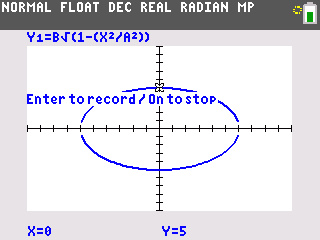 NORMAL FLOAT DEC REAL RADIAN MP
Y1=B√(1-(X²/A²))
Enter to record/On to stop
X=0 Y=5